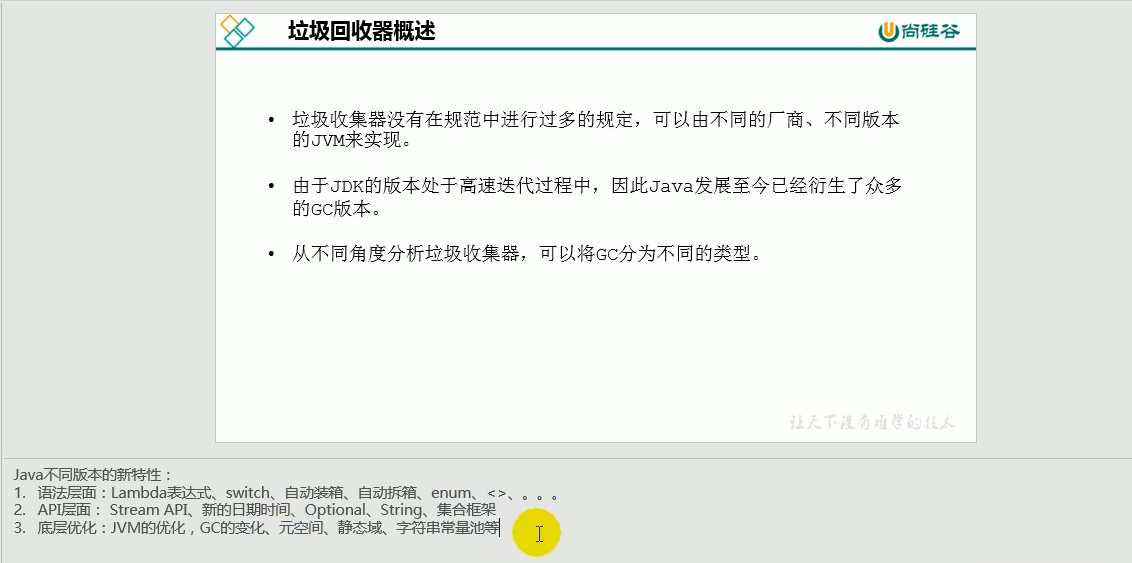 垃圾回收器概述
尚硅谷
• 垃圾收集器没有在规范中进行过多的规定，可以由不同的厂商、不同版本
的JVM来实现。
• 由于JDK的版本处于高速迭代过程中，因此Java发展至今已经衍生了众多
的GC版本。
• 从不同角度分析垃圾收集器，可以将GC分为不同的类型。
让天下没有难学的技术
Java不同版本的新特性：
1. 语法层面：Lambda表达式、switch、自动装箱、自动拆箱、enum、<>、。。。
2. API层面： Stream API、新的日期时间、Optional、String、集合框架
3. 底层优化：JVM的优化，GC的变化、元空间、静态域、字符串常量池等